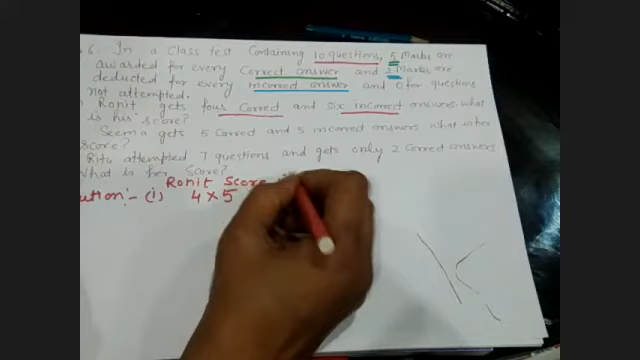 .6. In a class test containing 10 questions, 5 Marks are
awarded for every Correct answer and 2 Marks are
deducted for every incorrect answer and 0 for questions
not attempted.
Rohit gets four correct and six incorrect answers. what
is his score?
Seema gets 5 correct and 5 incorrect answers what is her
score?
Ritu attempted 7 questions and gets only 2 correct answers
What is her Score?
Rohit Score
ution:- (i) 4 × 5